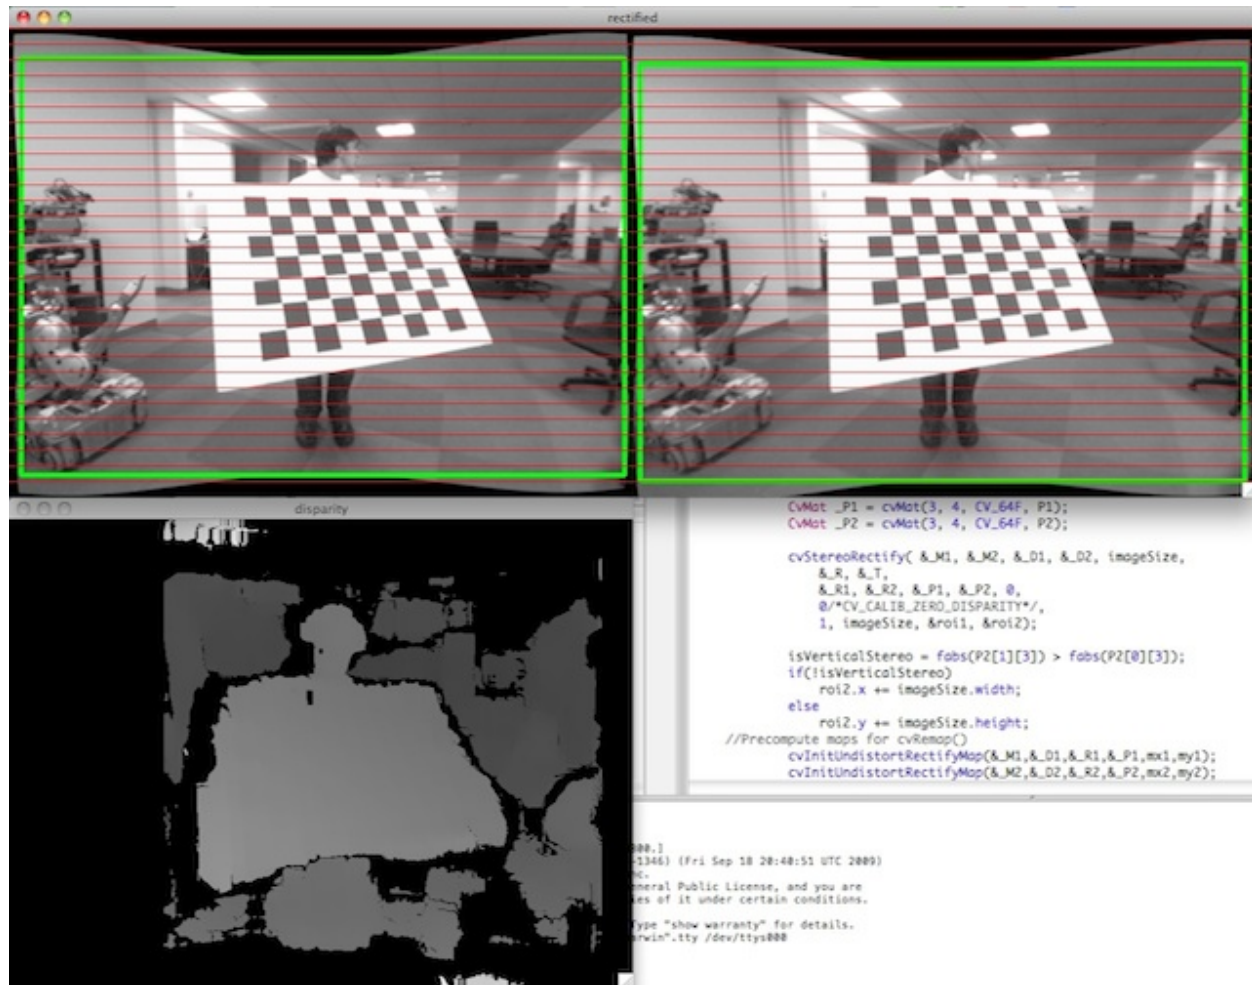 rectified
disparity
CvMat _P1 = cvMat(3, 4, CV_64F, P1);
CvMat _P2 = cvMat(3, 4, CV_64F, P2);
cvStereoRectify( &_M1, &_M2, &_D1, &_D2, imageSize,
&_R, &_T,
&_R1, &_R2, &_P1, &_P2, 0,
0/*CV_CALIB_ZERO_DISPARITY*/,
1, imageSize, &roi1, &roi2);
isVerticalStereo = fabs(P2[1][3]) > fabs(P2[0][3]);
if(!isVerticalStereo)
roi2.x += imageSize.width;
else
roi2.y += imageSize.height;
//Precompute maps for cvRemap()
cvInitUndistortRectifyMap(&_M1,&_D1,&_R1,&_P1,mx1,my1);
cvInitUndistortRectifyMap(&_M2,&_D2,&_R2,&_P2,mx2,my2);
-1346) (Fri Sep 18 20:40:51 UTC 2009)
nc.
eneral Public License, and you are
ies of it under certain conditions.
Type "show warranty" for details.
arwin".tty /dev/ttys000